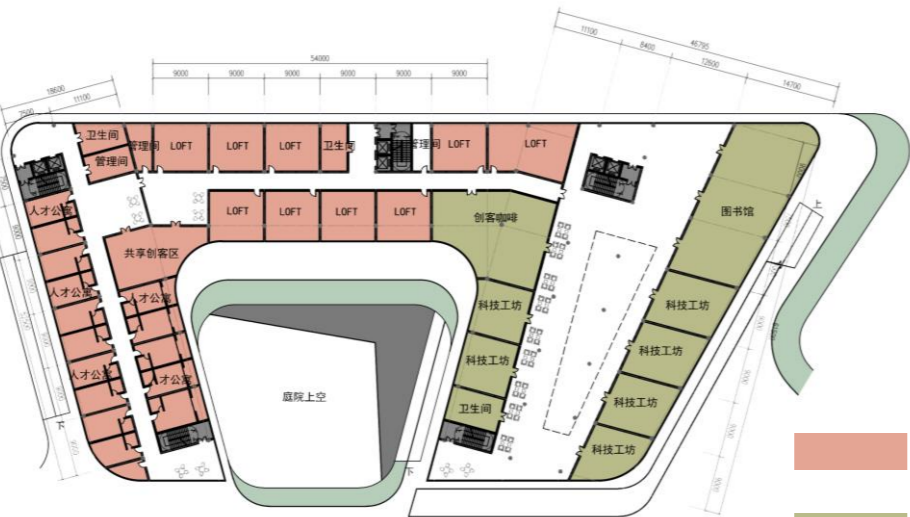 54000
9000 9000 9000 9000 9000 9000
46795
11100 8400 12600 14700
18600
7500 11100
卫生间
管理间
管理间 LOFT LOFT LOFT 卫生间 管理间 LOFT LOFT
人才公寓
LOFT LOFT LOFT LOFT
创客咖啡
图书馆
上
共享创客区
人才公寓
人才公寓
科技工坊
科技工坊
科技工坊
科技工坊
人才公寓
人才公寓
庭院上空
卫生间
科技工坊
科技工坊
下
下
9000
9000
9000
9000